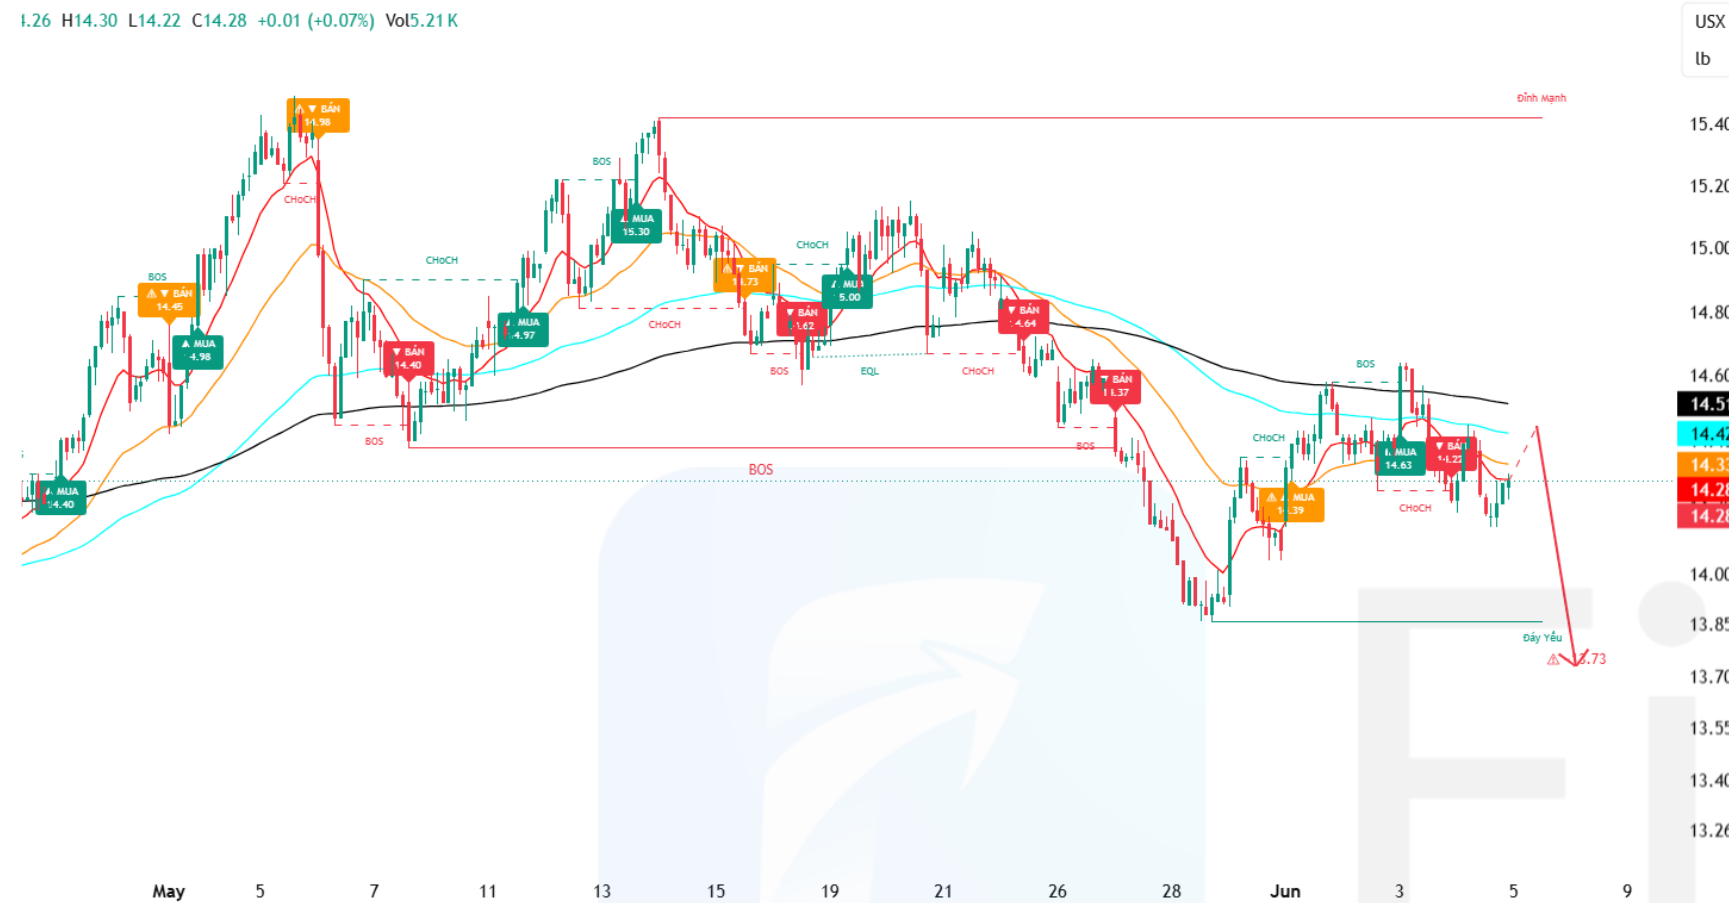 H14.30 L14.22 C14.28 +0.01 (+0.07%) Vol5.21 K
USX
lb
Đỉnh Mạnh
15.40
▼ BÁN
14.98
BOS
CHoCH
15.20
▲ MUA
15.30
CHoCH
15.00
CHoCH
BOS
▼ BÁN
14.45
▼ BÁN
MUA
5.00
▲ MUA
▼ BÁN
▼ BÁN
14.80
MUA
CHoCH
▼ BÁN
14.40
BOS
EQL
CHoCH
BOS
14.60
▼ BÁN
BOS
BOS
BOS
CHoCH
MUA
14.63
CHoCH
MUA
14.40
MUA
14.51
14.42
14.33
14.28
14.28
14.00
13.85
Đáy Yếu
13.70
13.55
13.40
13.26
Fi
May 5 7 11 13 15 19 21 26 28 Jun 3 5 9